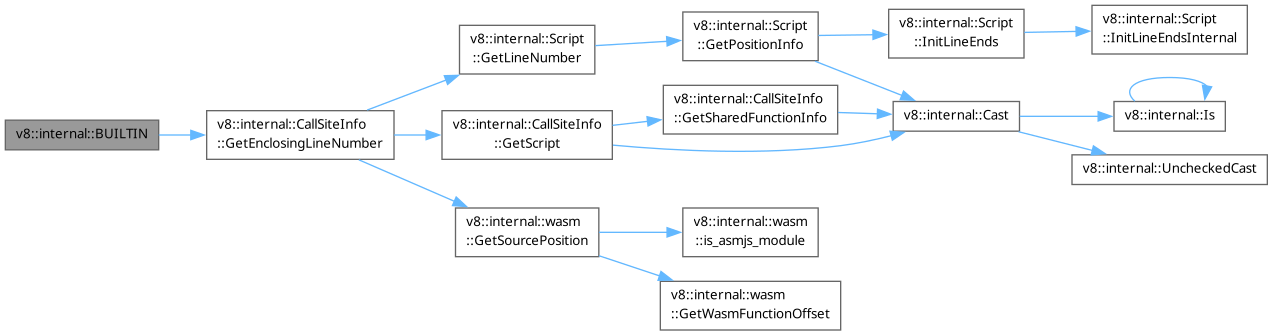 v8::internal::BUILTIN
v8::internal::CallSiteInfo
::GetEnclosingLineNumber
v8::internal::Script
::GetLineNumber
v8::internal::CallSiteInfo
::GetScript
v8::internal::wasm
::GetSourcePosition
v8::internal::Script
::GetPositionInfo
v8::internal::CallSiteInfo
::GetSharedFunctionInfo
v8::internal::wasm
::is_asmjs_module
v8::internal::wasm
::GetWasmFunctionOffset
v8::internal::Script
::InitLineEnds
v8::internal::Cast
v8::internal::Script
::InitLineEndsInternal
v8::internal::Is
v8::internal::UncheckedCast